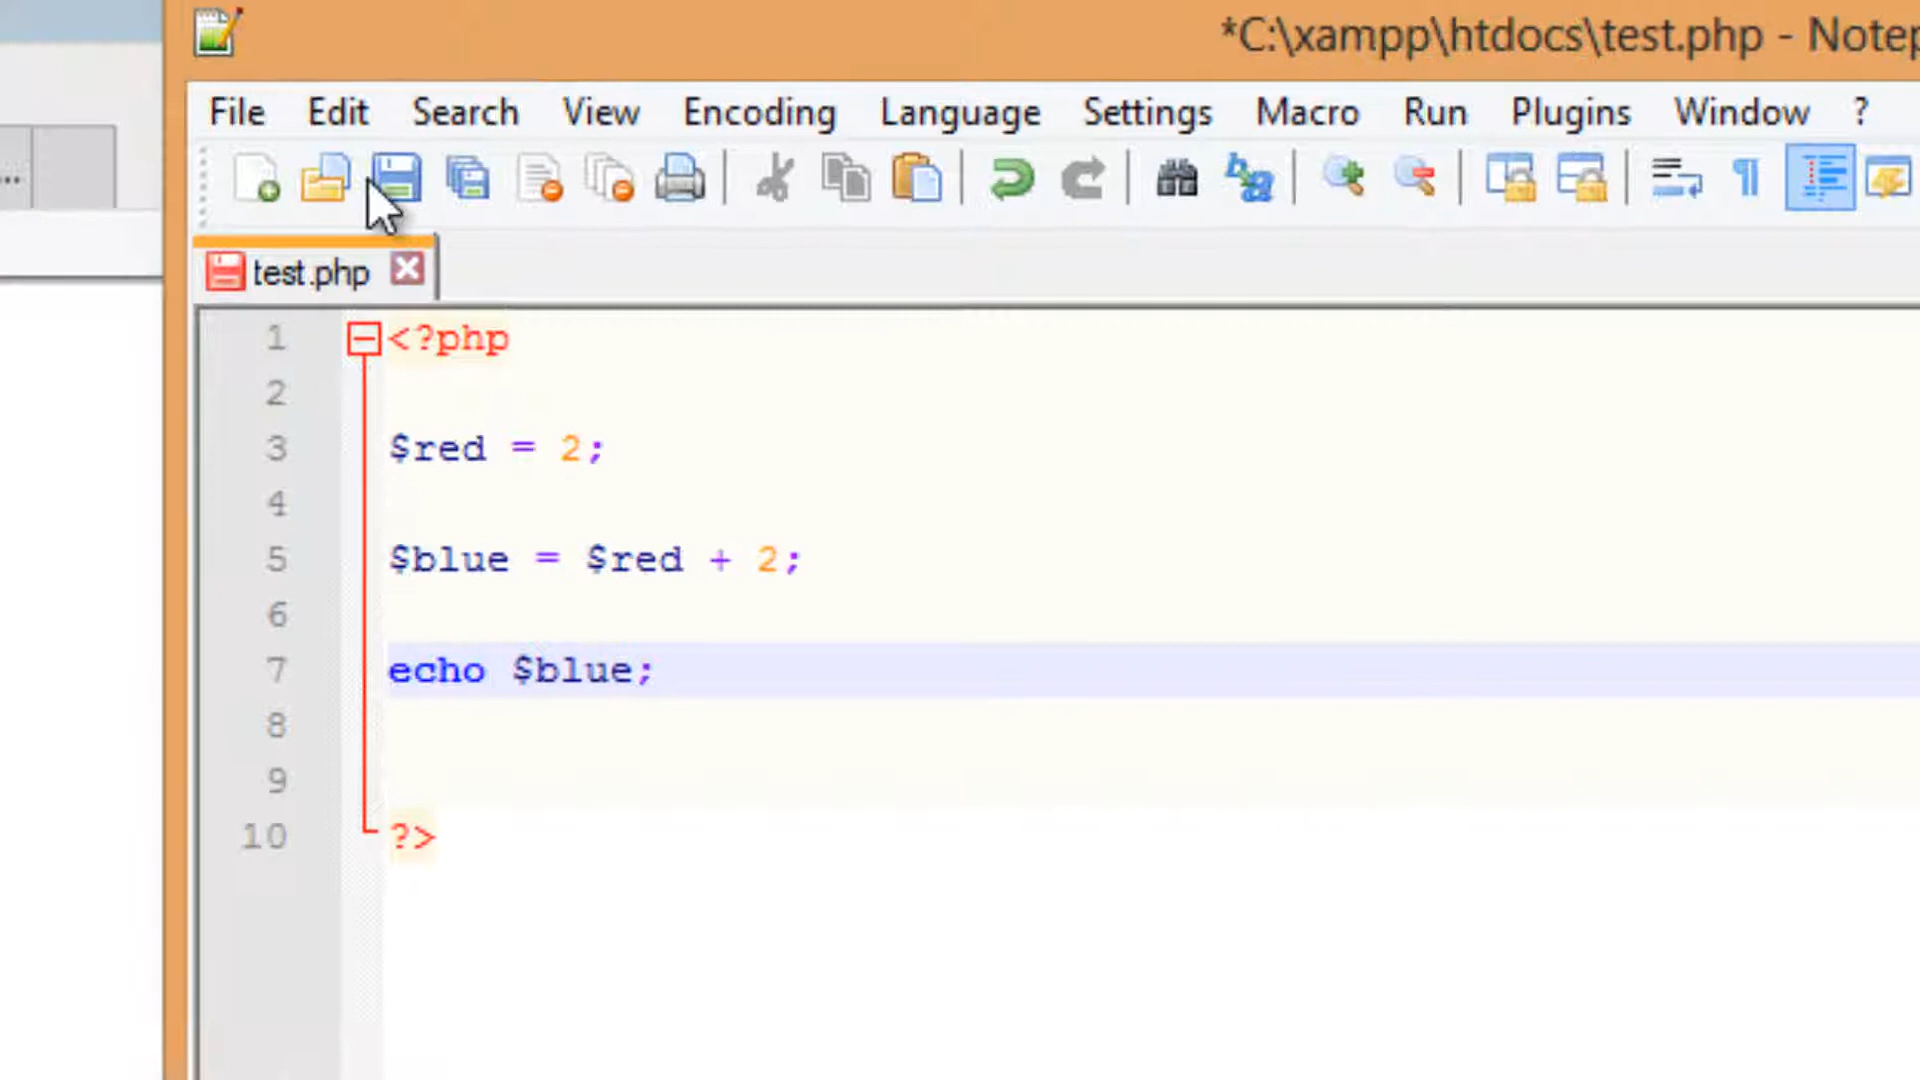 *C:\xampp\htdocs\test.php - Notep
File Edit Search View Encoding Language Settings Macro Run Plugins Window ?
...
test.php
1 <?php
2
3 $red = 2;
4
5 $blue = $red + 2;
6
7 echo $blue;
8
9
10 ?>